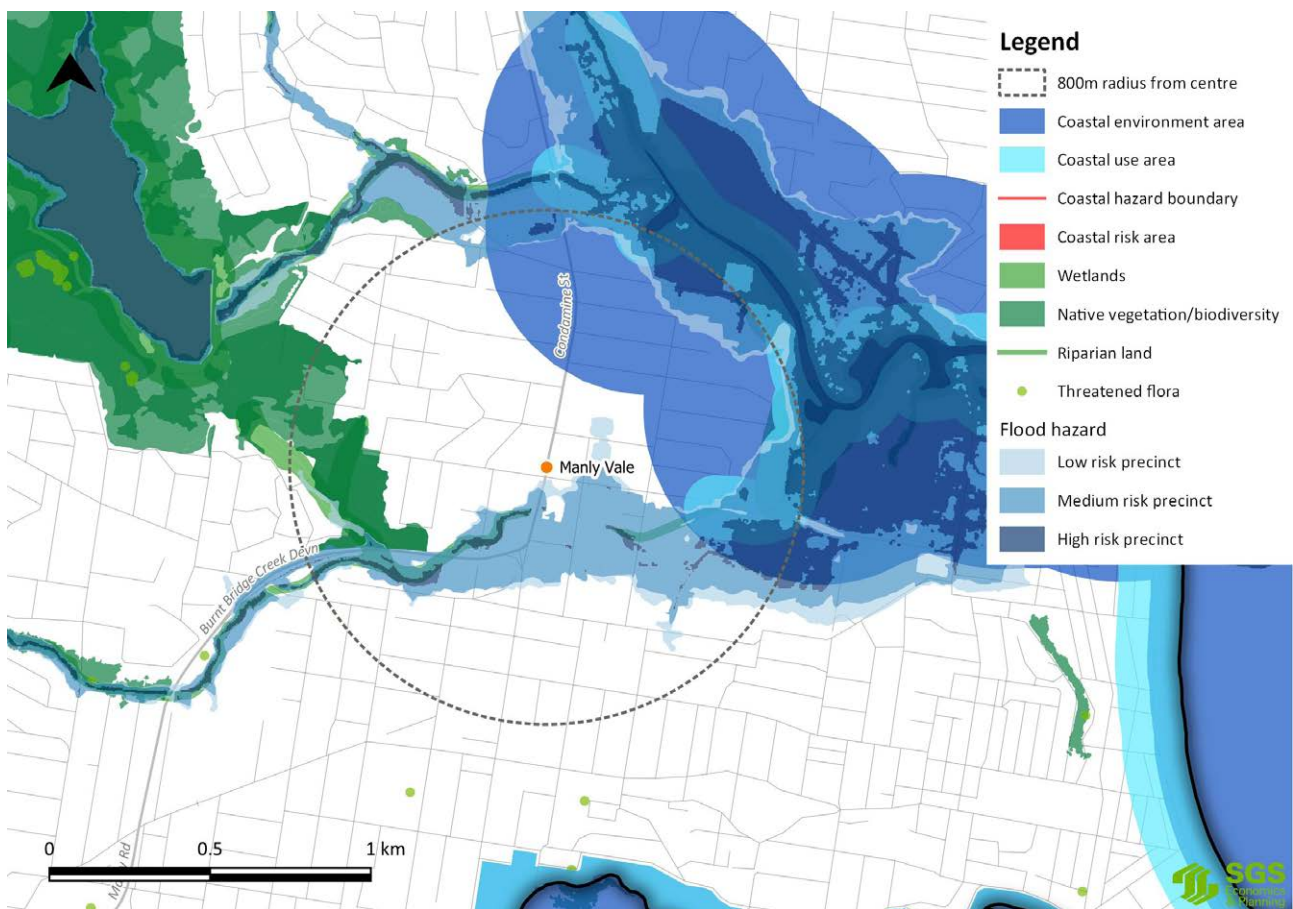 Legend
800m radius from centre
Coastal environment area
Coastal use area
Coastal hazard boundary
Coastal risk area
Wetlands
Native vegetation/biodiversity
Riparian land
Threatened flora
Flood hazard
Low risk precinct
Medium risk precinct
High risk precinct
Condamine St
Manly Vale
Burnt Bridge Creek Devn
0 0.5 1 km
Rd
SGS
Economics
& Planning